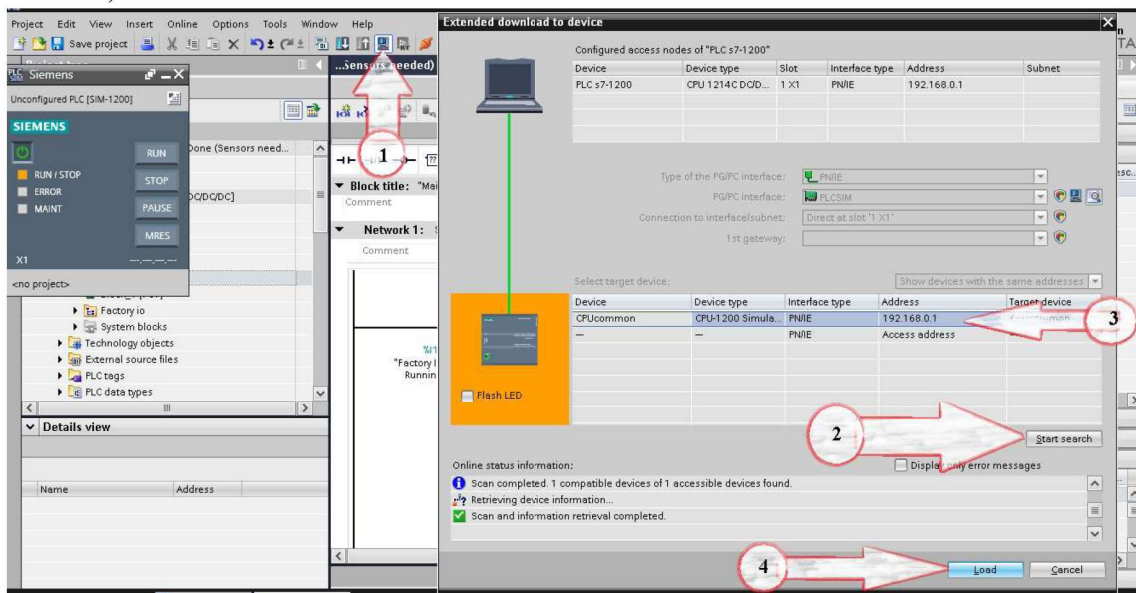 Project Edit View Insert Online Options Tools Window Help
Save project
...Sensors needed)
Siemens
Unconfigured PLC [SIM-1200]
SIEMENS
RUN
RUN / STOP
STOP
ERROR
MAINT
PAUSE
MRES
X1
<no project>
Done (Sensors need...
DC/DC/DC]
Factory io
System blocks
Technology objects
External source files
PLC tags
PLC data types
Details view
Name Address
1
Block title:
Comment
Network 1:
Comment
"Factory I
Runnin
Extended download to device
Configured access nodes of "PLC s7-1200"
Device Device type Slot Interface type Address Subnet
PLC s7-1200 CPU 1214C DC/D... 1 X1 PN/IE 192.168.0.1
Type of the PG/PC interface: PN/IE
PG/PC interface: PLCSIM
Connection to interface/subnet: Direct at slot '1 X1'
1st gateway:
Select target device: Show devices with the same addresses
Device Device type Interface type Address Target device
CPUcommon CPU-1200 Simula... PN/IE 192.168.0.1
— — PN/IE Access address
3
Flash LED
2
Start search
Online status information:
Display only error messages
Scan completed. 1 compatible devices of 1 accessible devices found.
Retrieving device information...
Scan and information retrieval completed.
4
Load Cancel